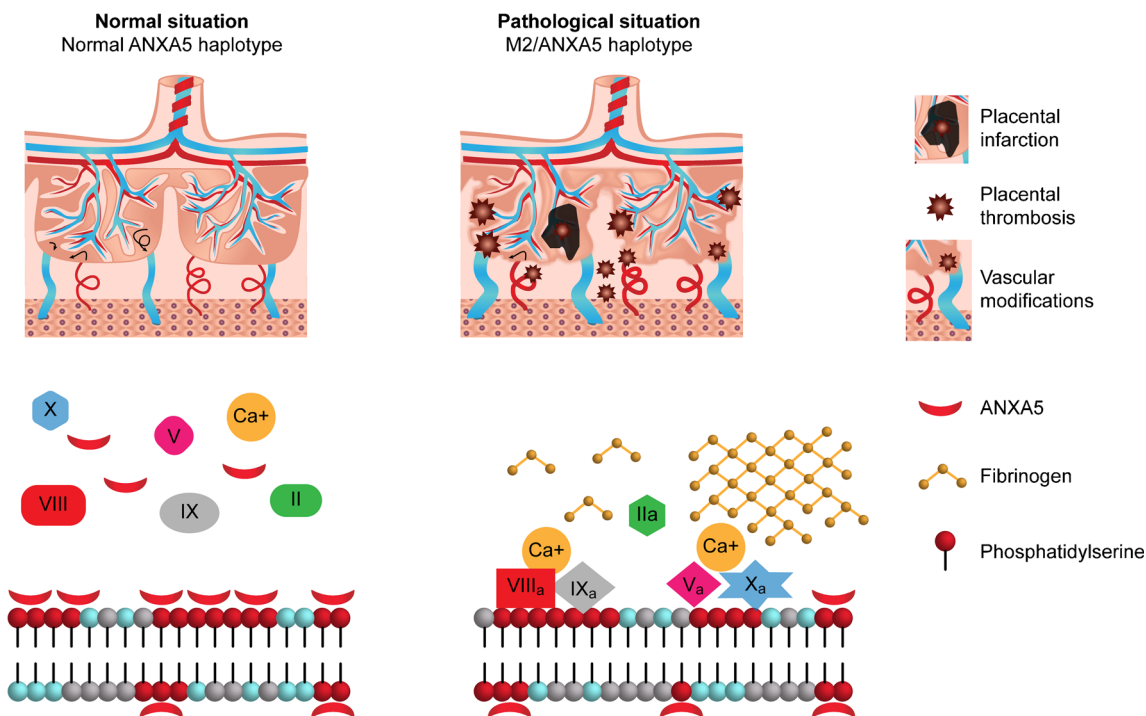 Normal situation
Normal ANXA5 haplotype
Pathological situation
M2/ANXA5 haplotype
Placental
infarction
Placental
thrombosis
Vascular
modifications
X
V
Ca+
VIII
IX
II
IIa
Ca+
Ca+
VIIIa
IXa
Va
Xa
ANXA5
Fibrinogen
Phosphatidylserine